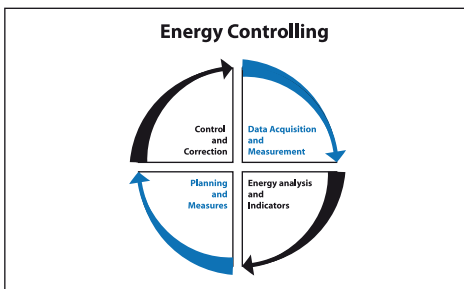 Energy Controlling
Control
and
Correction
Data Acquisition
and
Measurement
Planning
and
Measures
Energy analysis
and
Indicators